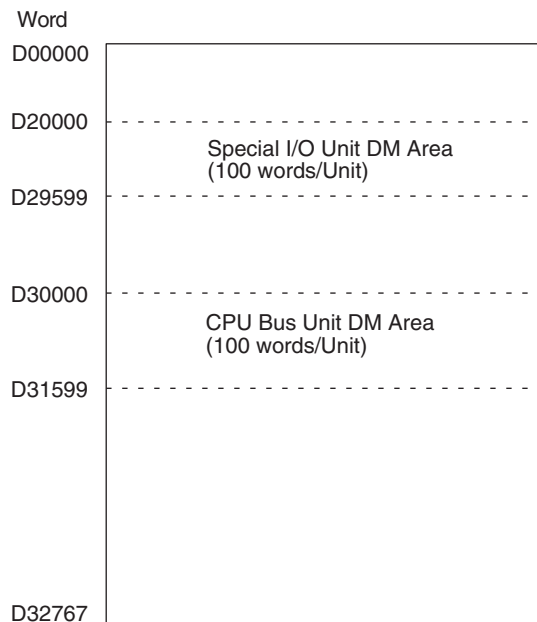 Word
D00000
D20000
Special I/O Unit DM Area
(100 words/Unit)
D29599
D30000
CPU Bus Unit DM Area
(100 words/Unit)
D31599
D32767